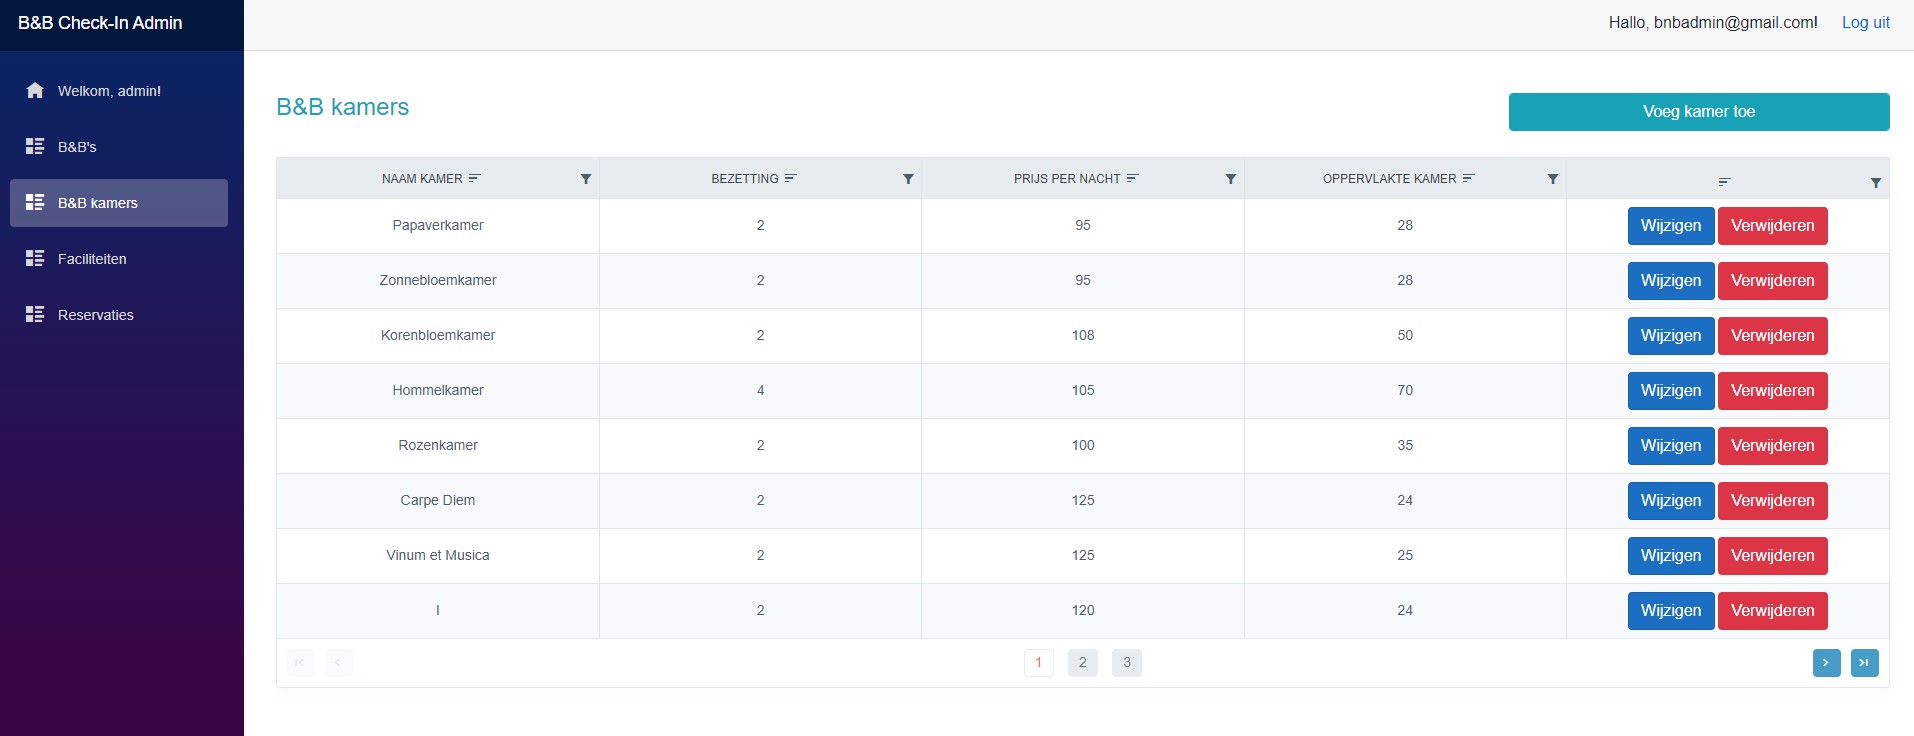 B&B Check-In Admin
Hallo, bnbadmin@gmail.com! Log uit
Welkom, admin!
B&B's
B&B kamers
Faciliteiten
Reservaties
B&B kamers
Voeg kamer toe
NAAM KAMER BEZETTING PRIJS PER NACHT OPPERVLAKTE KAMER
Papaverkamer 2 95 28 Wijzigen Verwijderen
Zonnebloemkamer 2 95 28 Wijzigen Verwijderen
Korenbloemkamer 2 108 50 Wijzigen Verwijderen
Hommelkamer 4 105 70 Wijzigen Verwijderen
Rozenkamer 2 100 35 Wijzigen Verwijderen
Carpe Diem 2 125 24 Wijzigen Verwijderen
Vinum et Musica 2 125 25 Wijzigen Verwijderen
I 2 120 24 Wijzigen Verwijderen
1 2 3